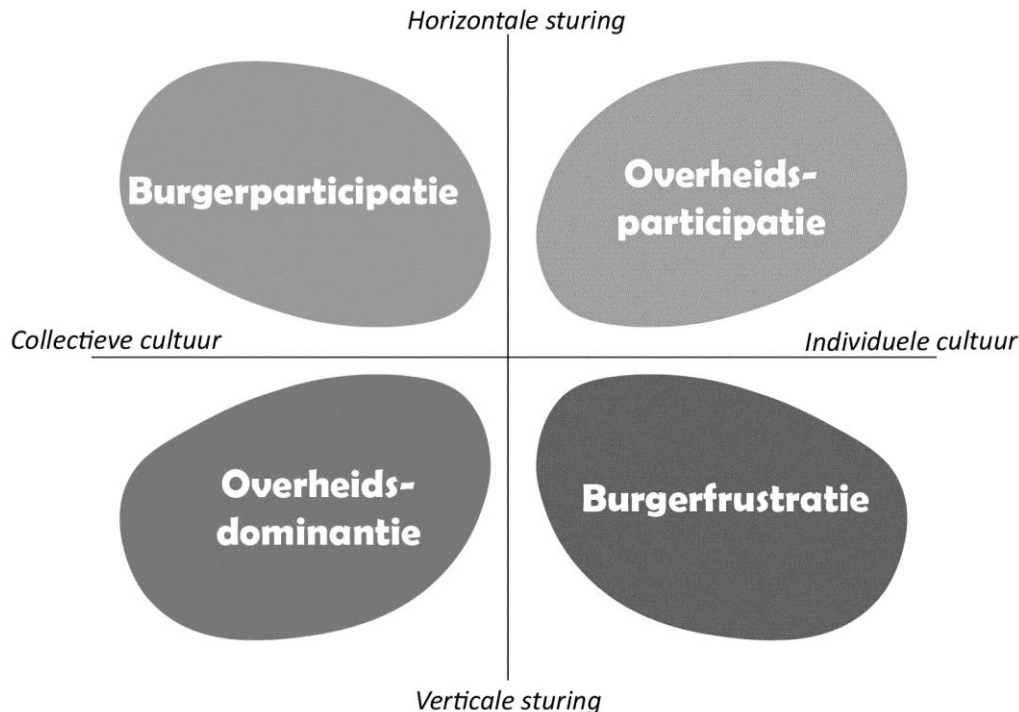 Horizontale sturing
Burgerparticipatie
Overheids-
participatie
Collectieve cultuur
Individuele cultuur
Overheids-
dominantie
Burgerfrustratie
Verticale sturing